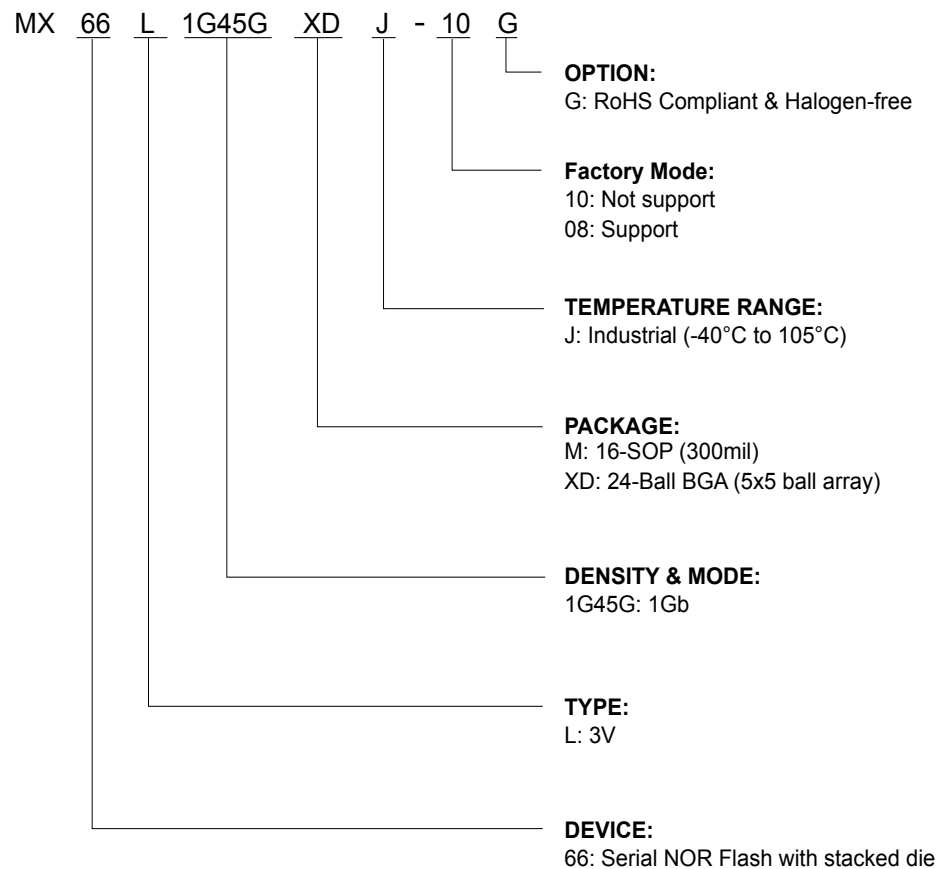 MX 66 L 1G45G XD J - 10 G
OPTION:
G: RoHS Compliant & Halogen-free
Factory Mode:
10: Not support
08: Support
TEMPERATURE RANGE:
J: Industrial (-40°C to 105°C)
PACKAGE:
M: 16-SOP (300mil)
XD: 24-Ball BGA (5x5 ball array)
DENSITY & MODE:
1G45G: 1Gb
TYPE:
L: 3V
DEVICE:
66: Serial NOR Flash with stacked die